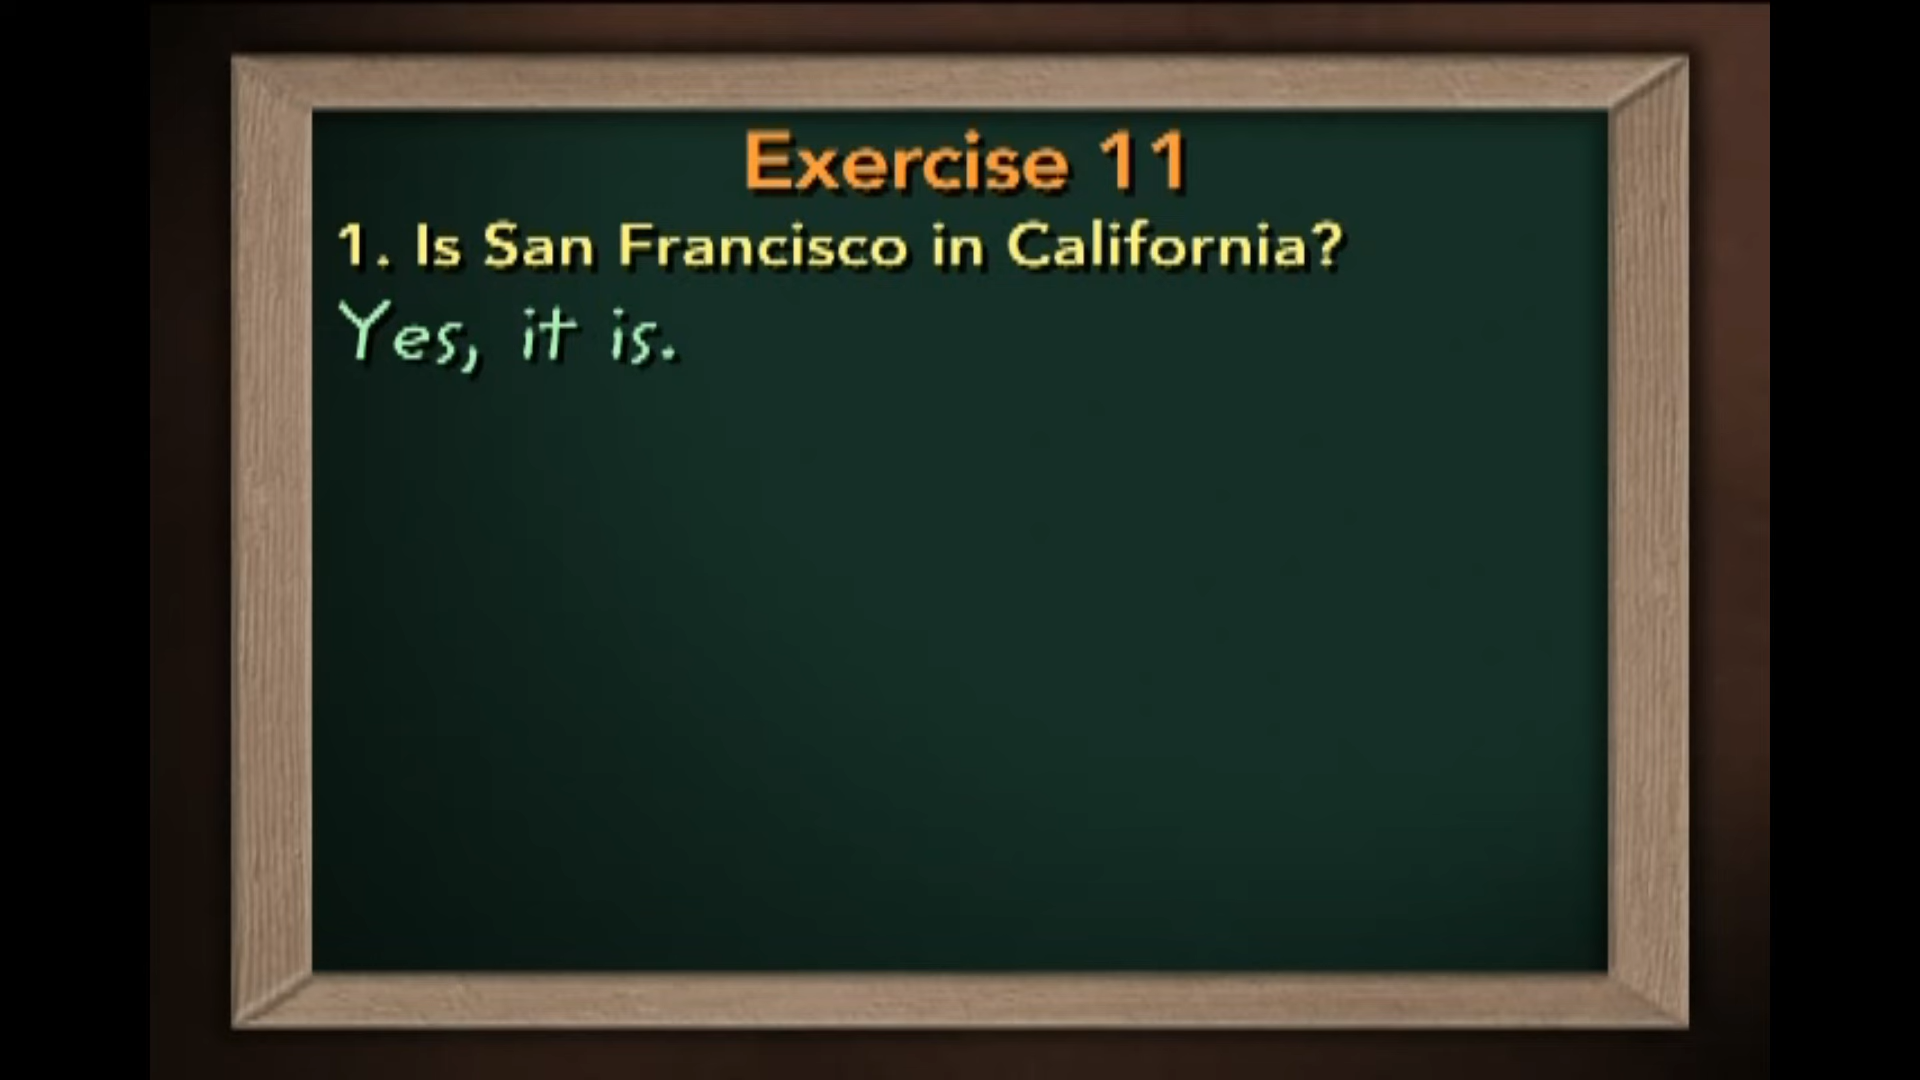 Exercise 11
1. Is San Francisco in California?
Yes, it is.